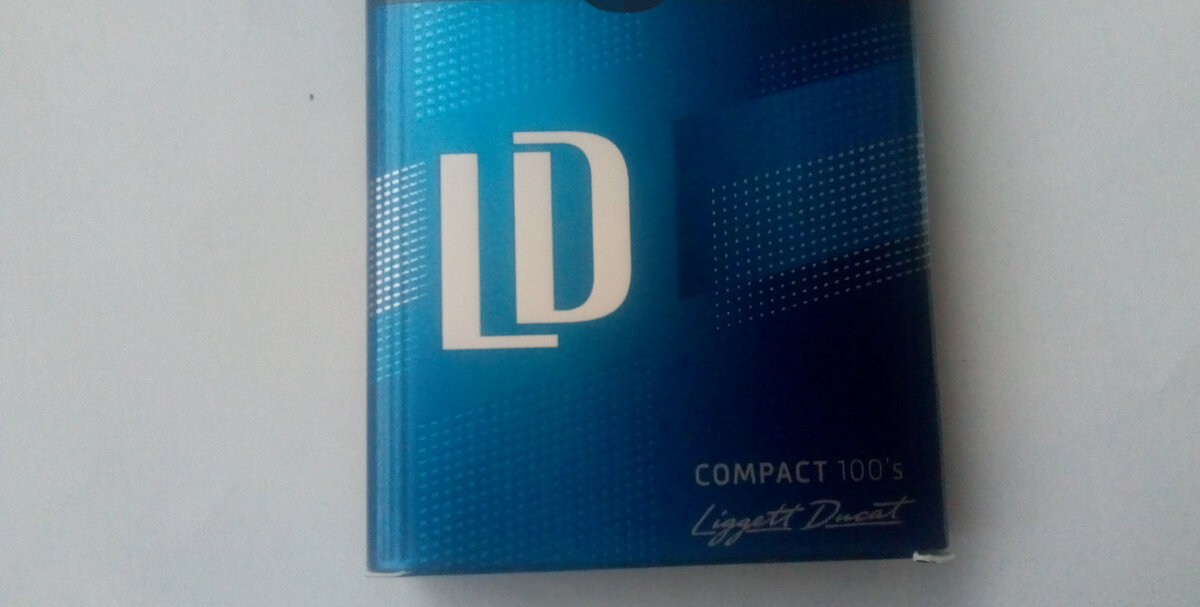 LD
COMPACT 100's
Liggett Ducat